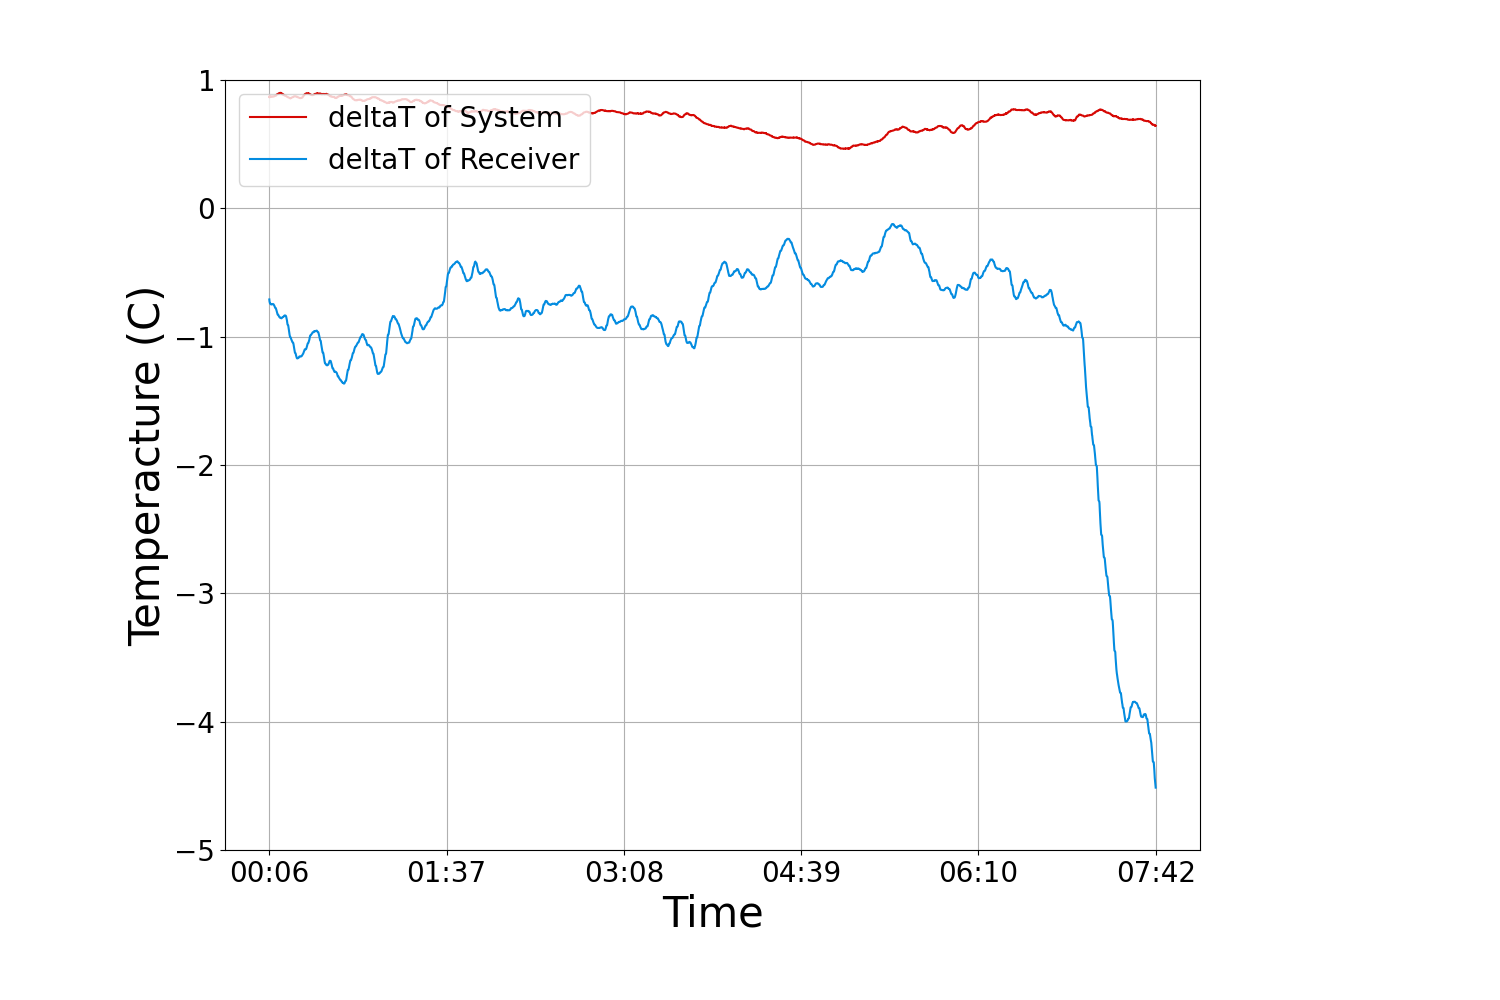 1
deltaT of System
deltaT of Receiver
0
−1
−2
−3
−4
−5
Temperacture (C)
00:06 01:37 03:08 04:39 06:10 07:42
Time